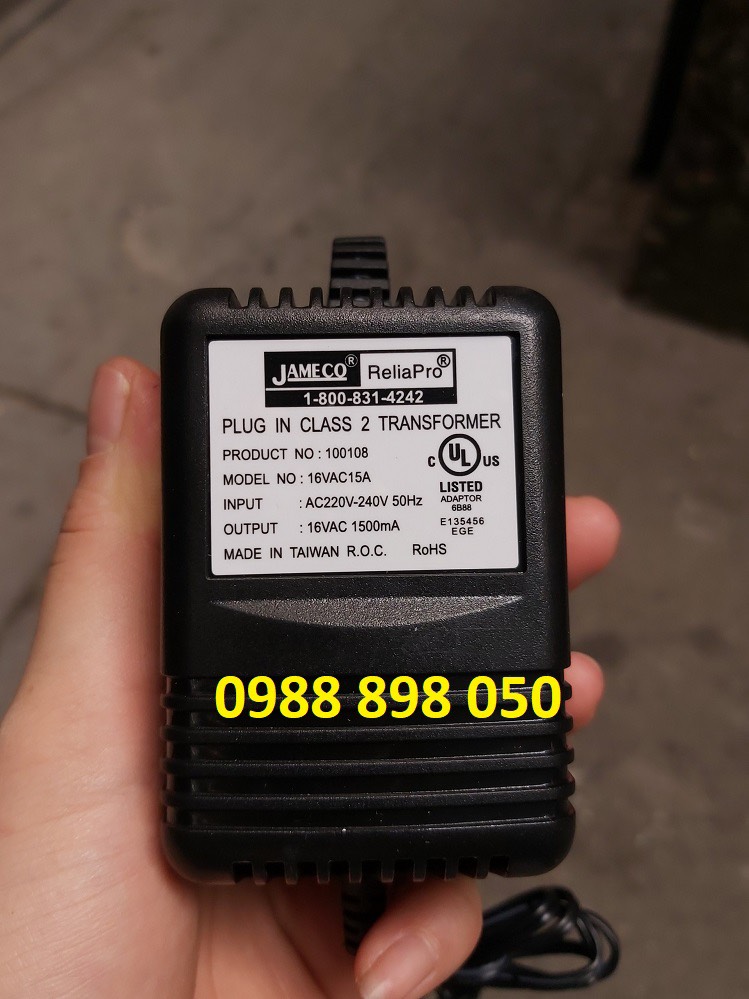 JAMECO® ReliaPro®
1-800-831-4242
PLUG IN CLASS 2 TRANSFORMER
PRODUCT NO : 100108
MODEL NO : 16VAC15A
INPUT : AC220V-240V 50Hz
OUTPUT : 16VAC 1500mA
MADE IN TAIWAN R.O.C. RoHS
C UL US
LISTED
ADAPTOR
6B88
E135456
EGE
0988 898 050